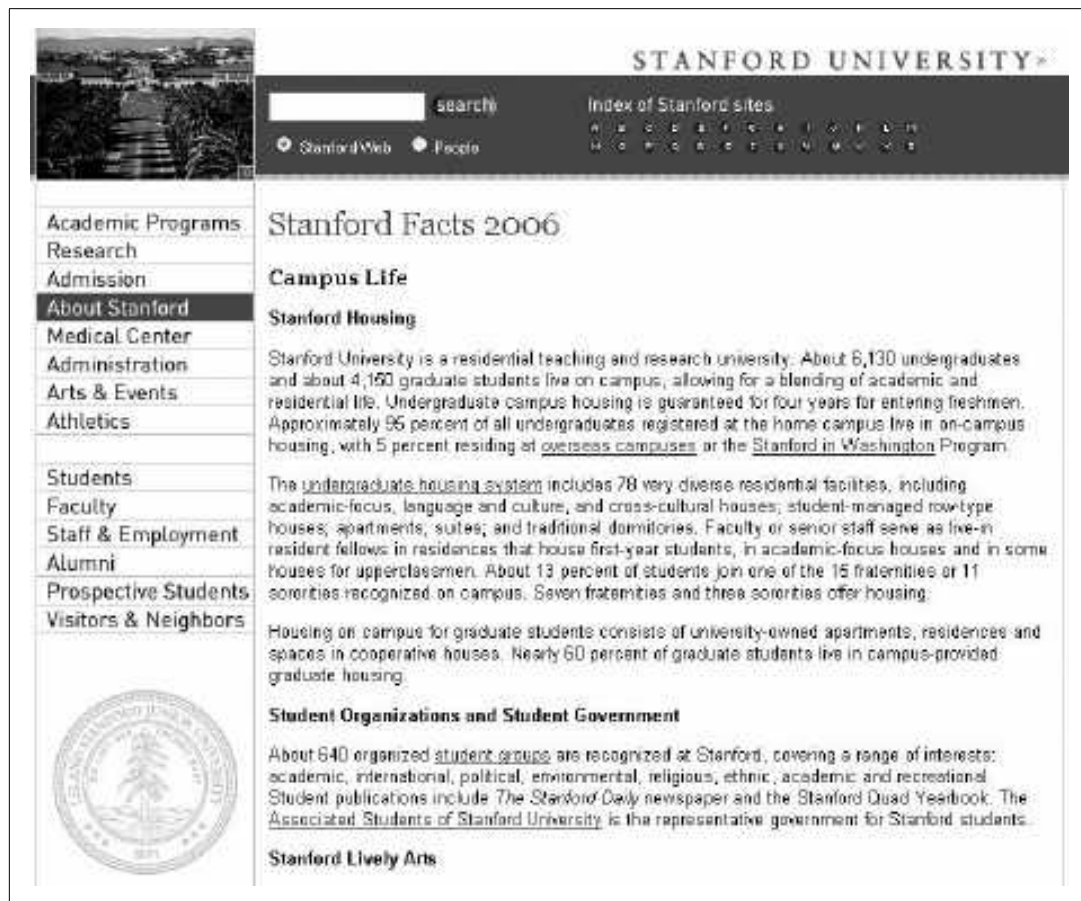 STANFORD UNIVERSITY
search
Index of Stanford sites
Stanford Web People
Academic Programs
Research
Admission
About Stanford
Medical Center
Administration
Arts & Events
Athletics
Students
Faculty
Staff & Employment
Alumni
Prospective Students
Visitors & Neighbors
Stanford Facts 2006
Campus Life
Stanford Housing
Stanford University is a residential teaching and research university. About 6,130 undergraduates
and about 4,150 graduate students live on campus, allowing for a blending of academic and
residential life. Undergraduate campus housing is guaranteed for four years for entering freshmen.
Approximately 95 percent of all undergraduates registered at the home campus live in on-campus
housing, with 5 percent residing at overseas campuses or the Stanford in Washington Program.
The undergraduate housing system includes 78 very diverse residential facilities, including
academic-focus, language and culture, and cross-cultural houses; student-managed row-type
houses; apartments; suites; and traditional dormitories. Faculty or senior staff serve as live-in
resident fellows in residences that house first-year students, in academic-focus houses and in some
houses for upperclassmen. About 13 percent of students join one of the fraternities or 11
sororities recognized on campus. Seven fraternities and three sororities offer housing.
Housing on campus for graduate students consists of university-owned apartments, residences and
spaces in cooperative houses. Nearly 60 percent of graduate students live in campus-provided
graduate housing.
Student Organizations and Student Government
About 640 organized student groups are recognized at Stanford, covering a range of interests:
academic, international, political, environmental, religious, ethnic, academic and recreational.
Student publications include The Stanford Daily newspaper and the Stanford Quad Yearbook. The
Associated Students of Stanford University is the representative government for Stanford students.
Stanford Lively Arts